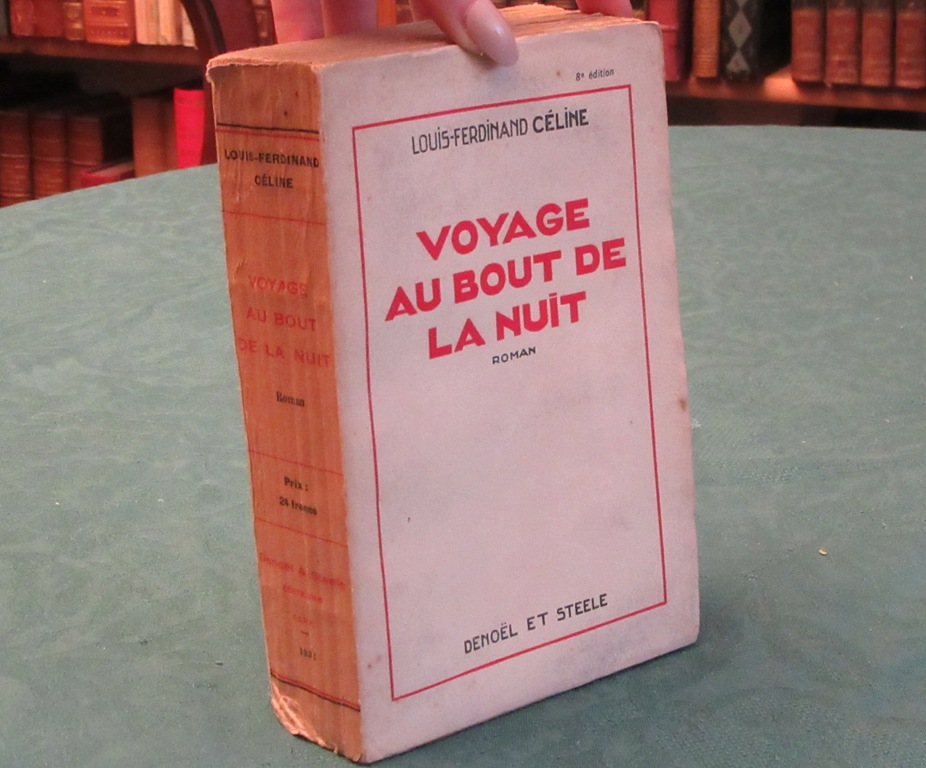 LOUIS-FERDINAND
CÉLINE
VOYAGE
AU BOUT
DE LA NUIT
Roman
Prix :
24 francs
8e édition
LOUIS-FERDINAND CÉLINE
VOYAGE
AU BOUT DE
LA NUIT
ROMAN
DENOËL ET STEELE